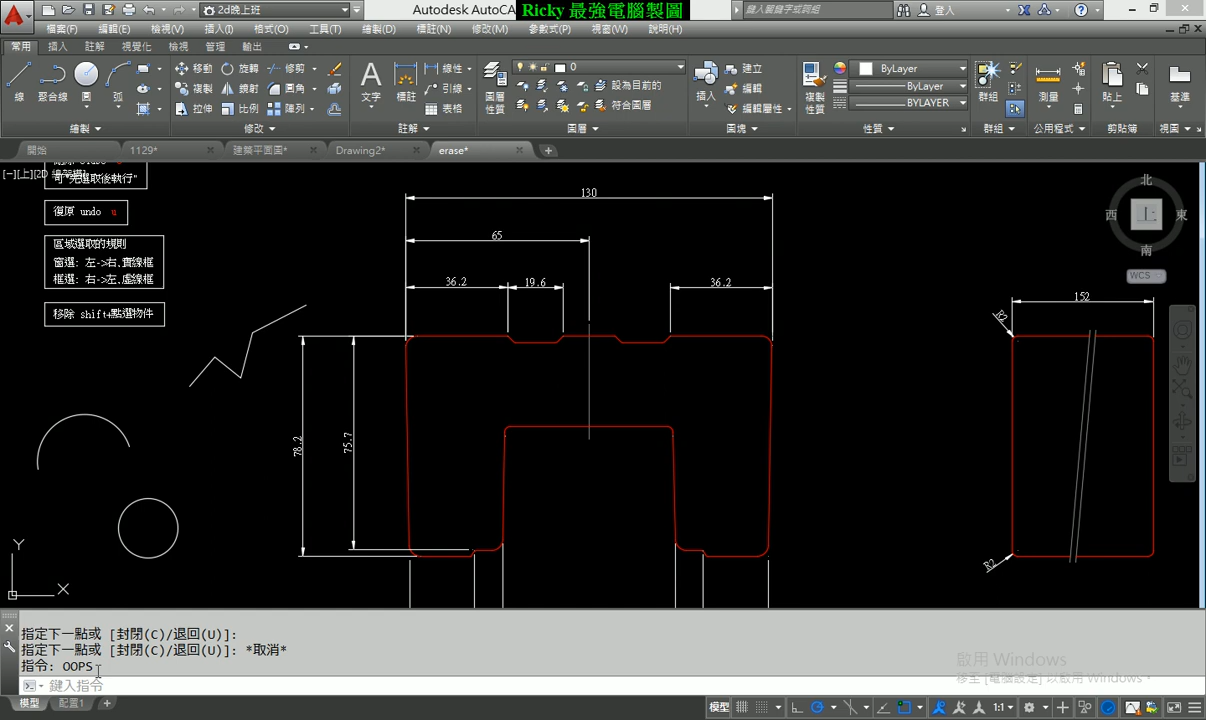 2d晚上班
Autodesk AutoCA
Ricky 最強電腦製圖
鍵入關鍵字或詞組
登入
檔案(F) 編輯(E) 檢視(V) 插入(I) 格式(O) 工具(T) 繪製(D) 標註(N) 修改(M) 參數式(P) 視窗(W) 說明(H)
常用 插入 註解 視覺化 檢視 管理 輸出
線 聚合線 圓 弧
移動 旋轉 修剪
複製 鏡射 圓角
拉伸 比例 陣列
文字 標註
線性
引線
表格
圖層性質
0
設為目前的
符合圖層
插入
建立
編輯
編輯屬性
複製性質
ByLayer
ByLayer
BYLAYER
群組 測量 貼上 基準
繪製 修改 註解 圖層 圖塊 性質 群組 公用程式 剪貼簿 視圖
開始 1129* 建築平面圖* Drawing2* erase*
[−][上][2D
可"先選取後執行"
復原 undo u
區域選取的規則
窗選: 左->右.實線框
框選: 右->左.虛線框
移除 shift+點選物件
130
65
36.2 19.6 36.2
78.2
75.7
152
R2
R2
北
西 上 東
南
WCS
Y
X
指定下一點或 [封閉(C)/退回(U)]:
指定下一點或 [封閉(C)/退回(U)]: *取消*
指令: OOPS
鍵入指令
啟用 Windows
移至 [電腦設定] 以啟用 Windows。
模型 配置1
模型 1:1